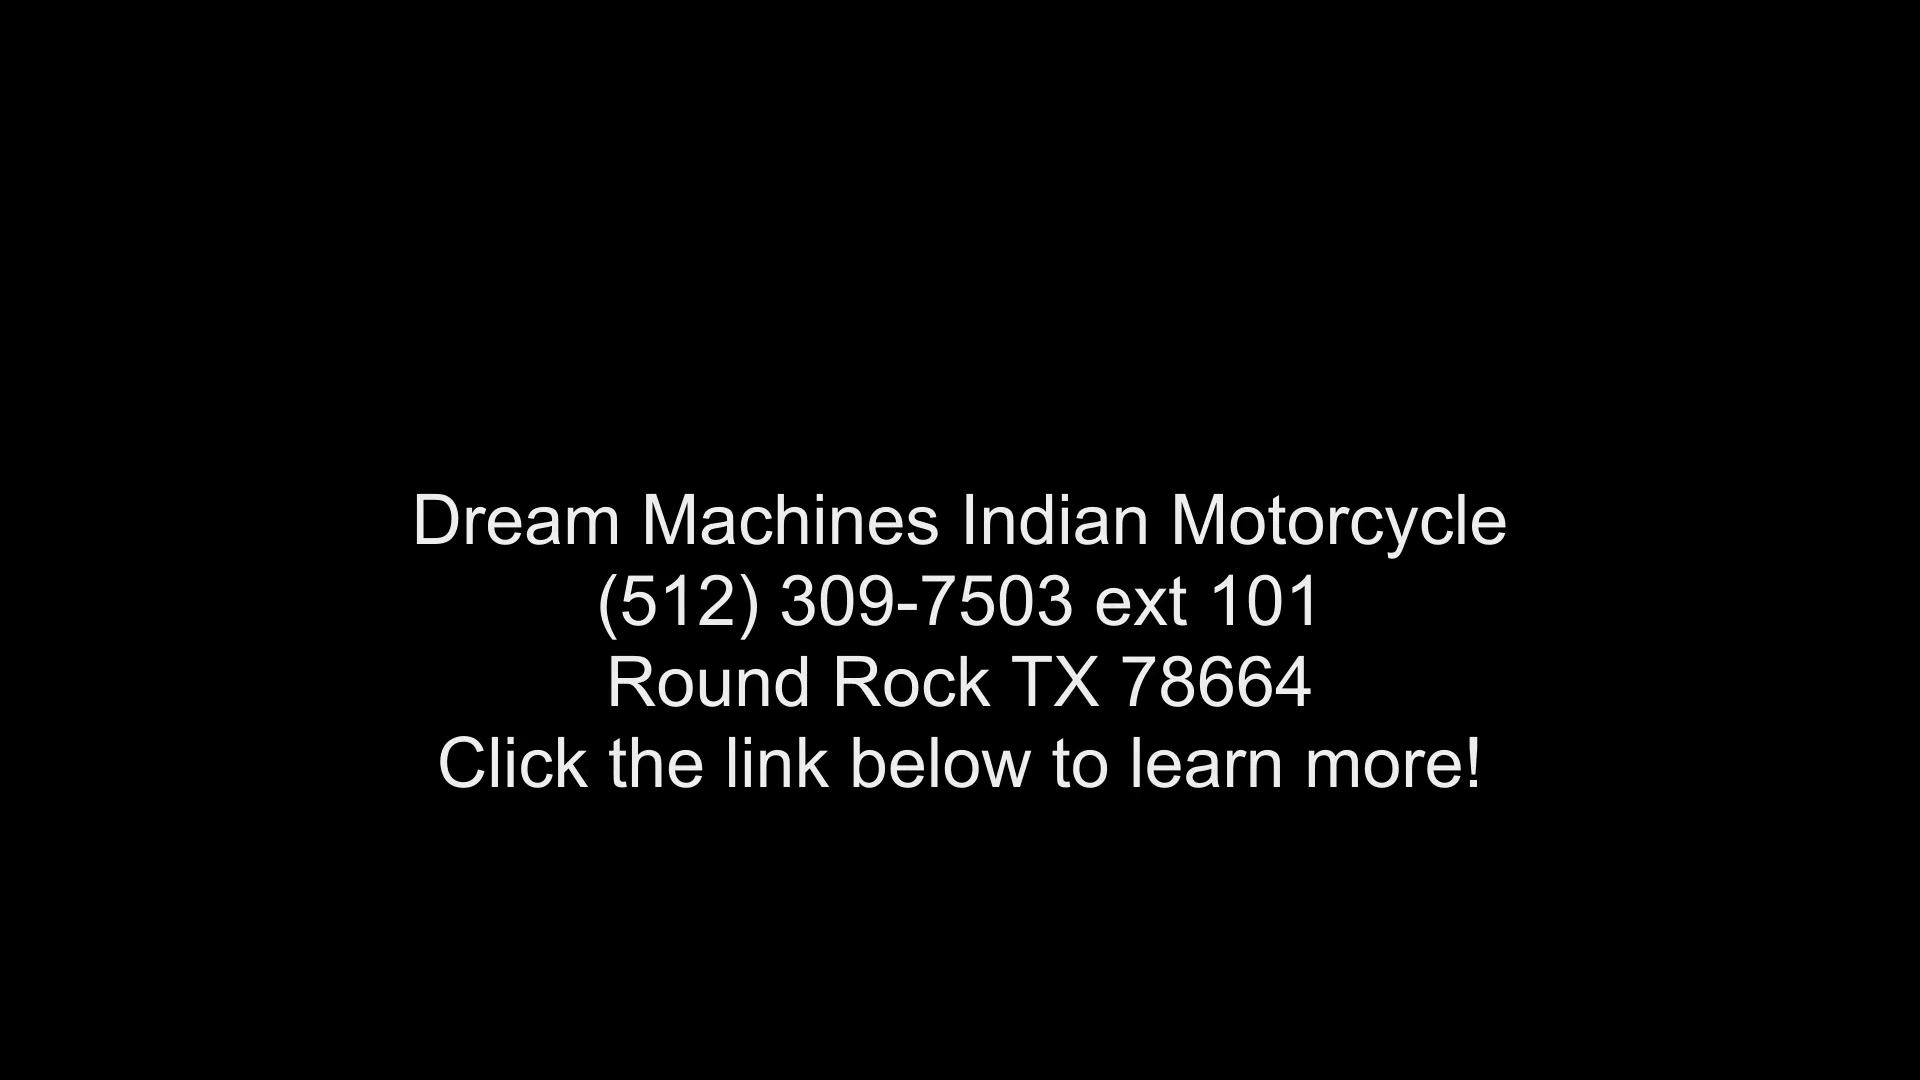 Dream Machines Indian Motorcycle
(512) 309-7503 ext 101
Round Rock TX 78664
Click the link below to learn more!